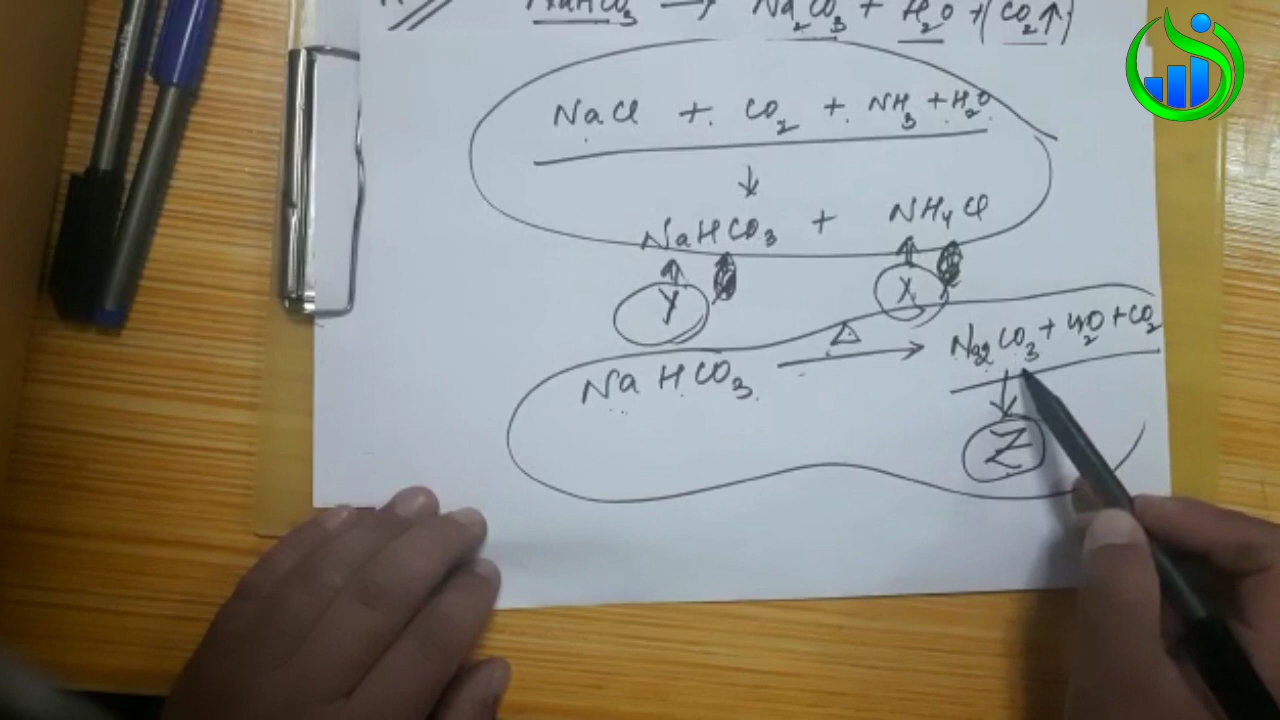 NaHCO3 → Na2CO3 + H2O + (CO2↑)
NaCl + CO2 + NH3 + H2O
↓
NaHCO3 + NH4Cl
Y X
NaHCO3 Δ→ Na2CO3 + H2O + CO2
Z